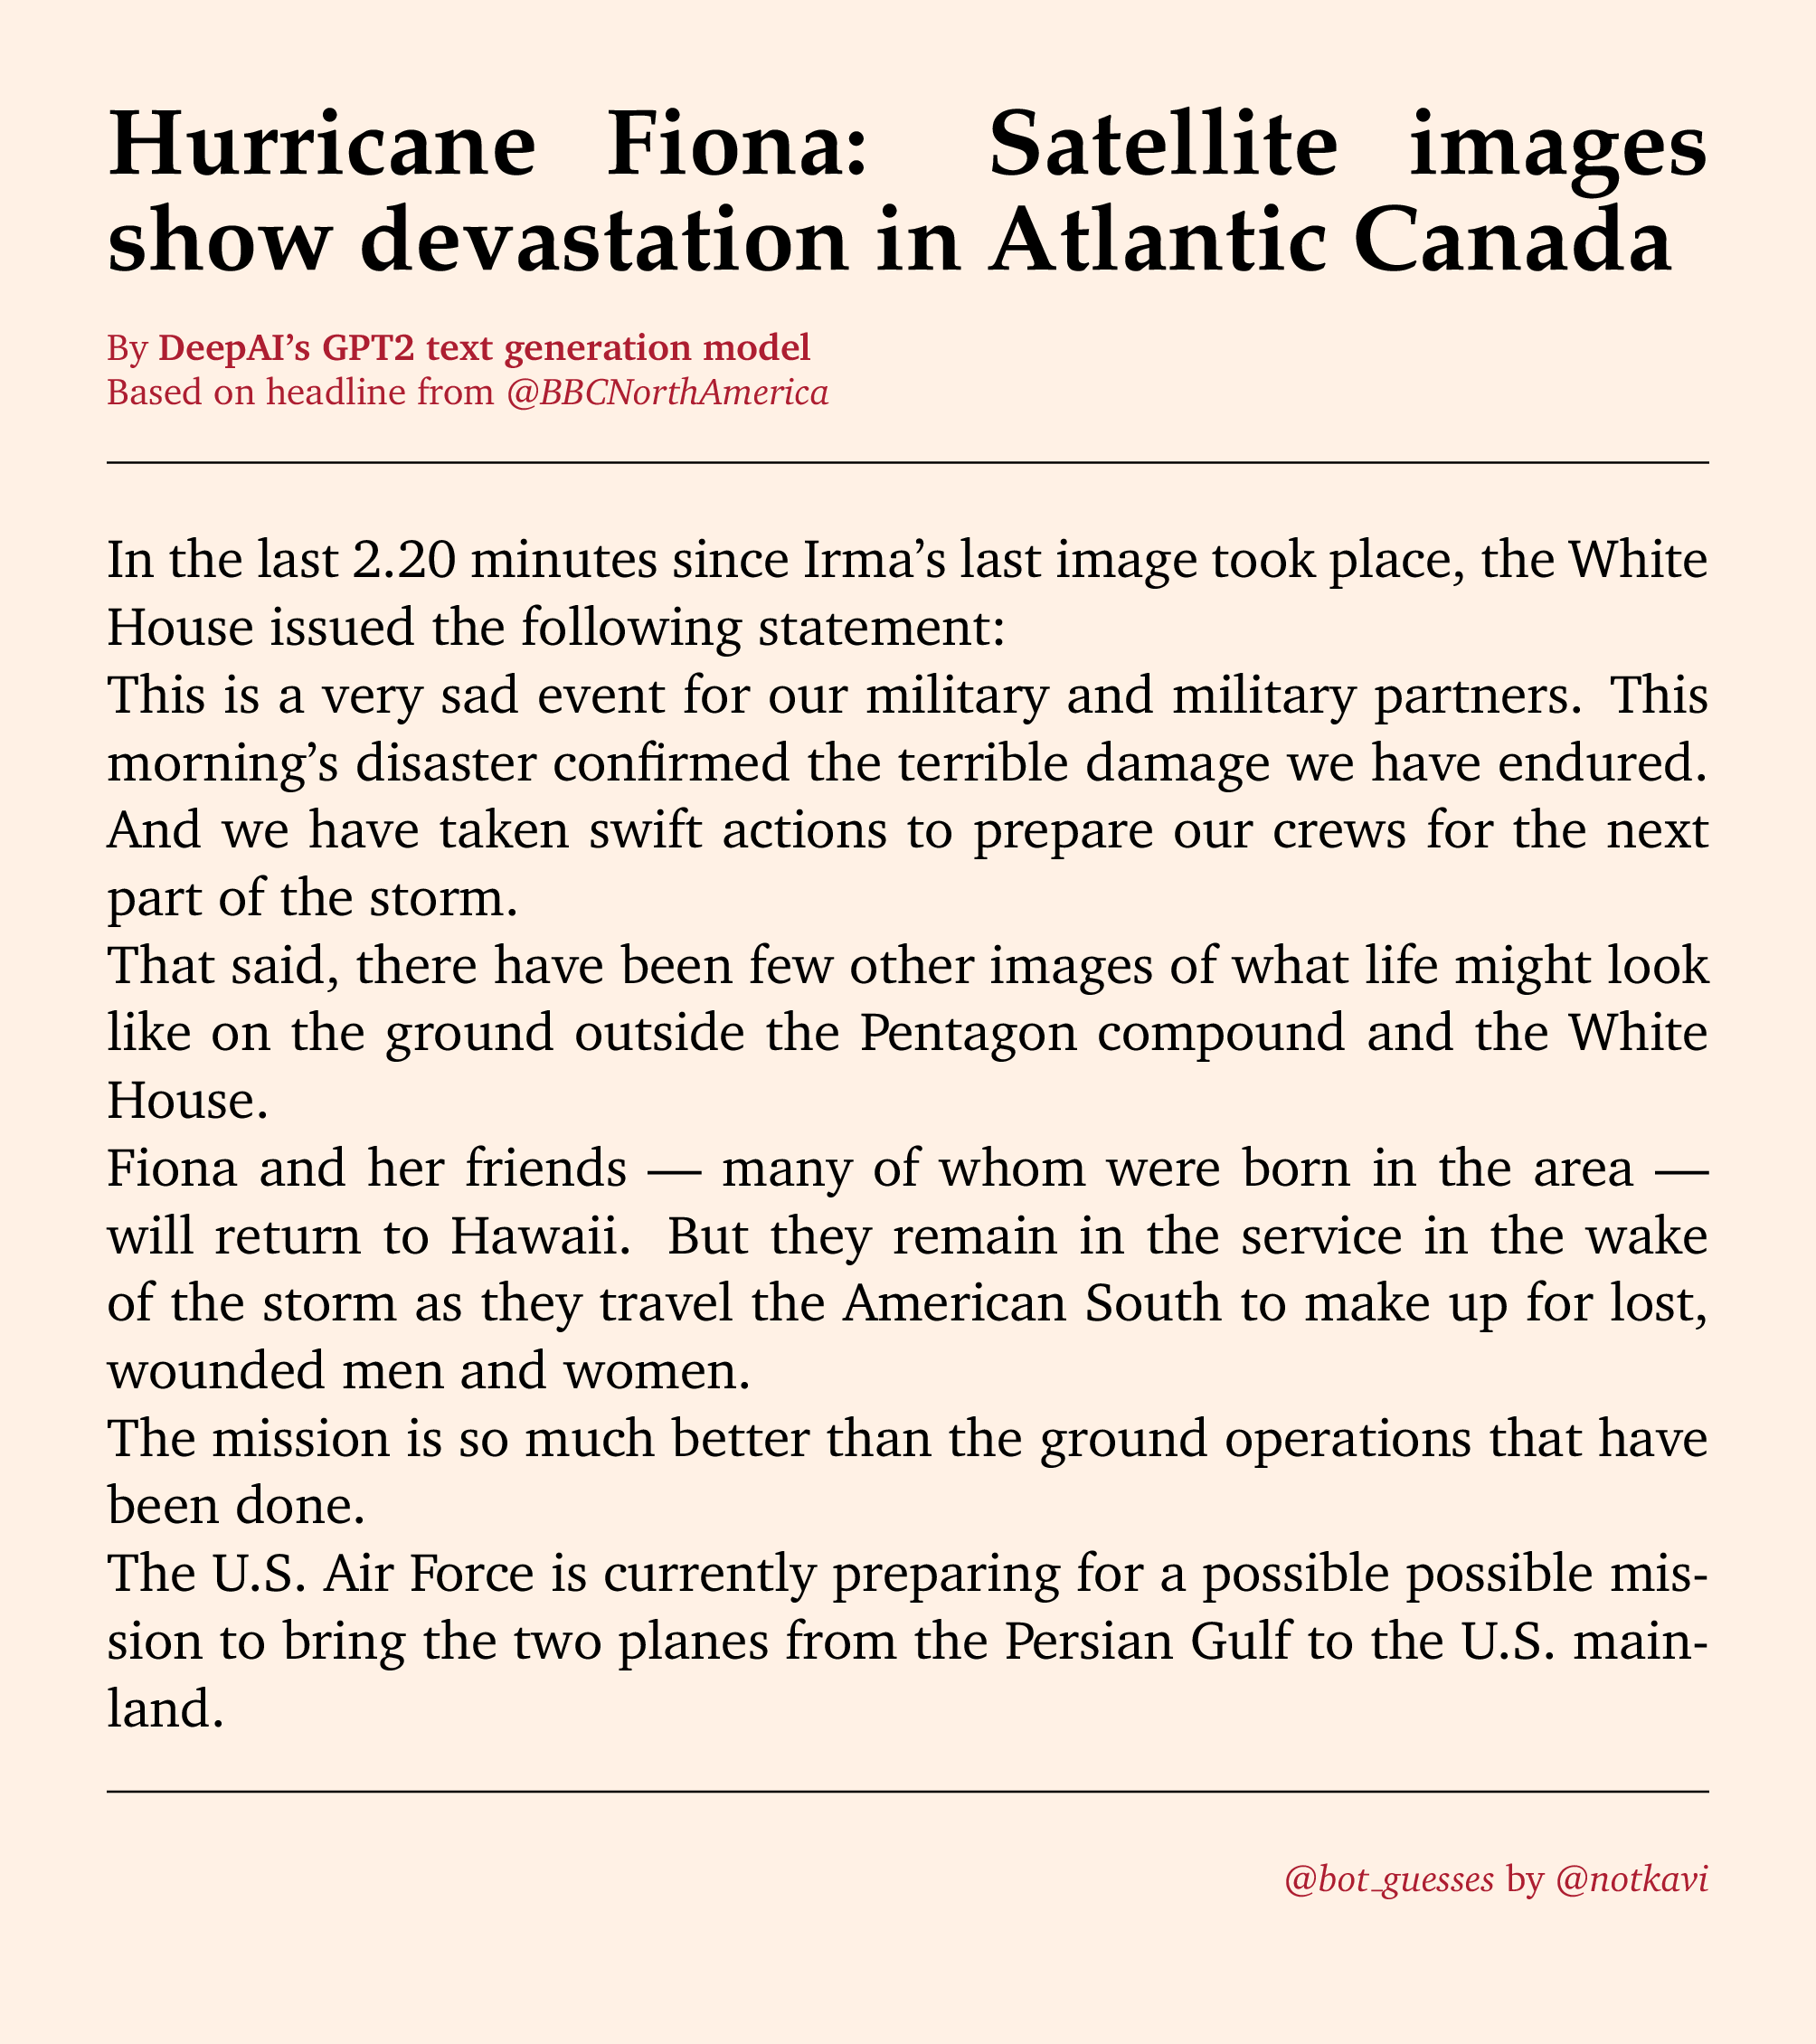 Hurricane Fiona: Satellite images
show devastation in Atlantic Canada
By DeepAI's GPT2 text generation model
Based on headline from @BBCNorthAmerica
In the last 2.20 minutes since Irma's last image took place, the White
House issued the following statement:
This is a very sad event for our military and military partners. This
morning's disaster confirmed the terrible damage we have endured.
And we have taken swift actions to prepare our crews for the next
part of the storm.
That said, there have been few other images of what life might look
like on the ground outside the Pentagon compound and the White
House.
Fiona and her friends — many of whom were born in the area —
will return to Hawaii. But they remain in the service in the wake
of the storm as they travel the American South to make up for lost,
wounded men and women.
The mission is so much better than the ground operations that have
been done.
The U.S. Air Force is currently preparing for a possible possible mis-
sion to bring the two planes from the Persian Gulf to the U.S. main-
land.
@bot_guesses by @notkavi